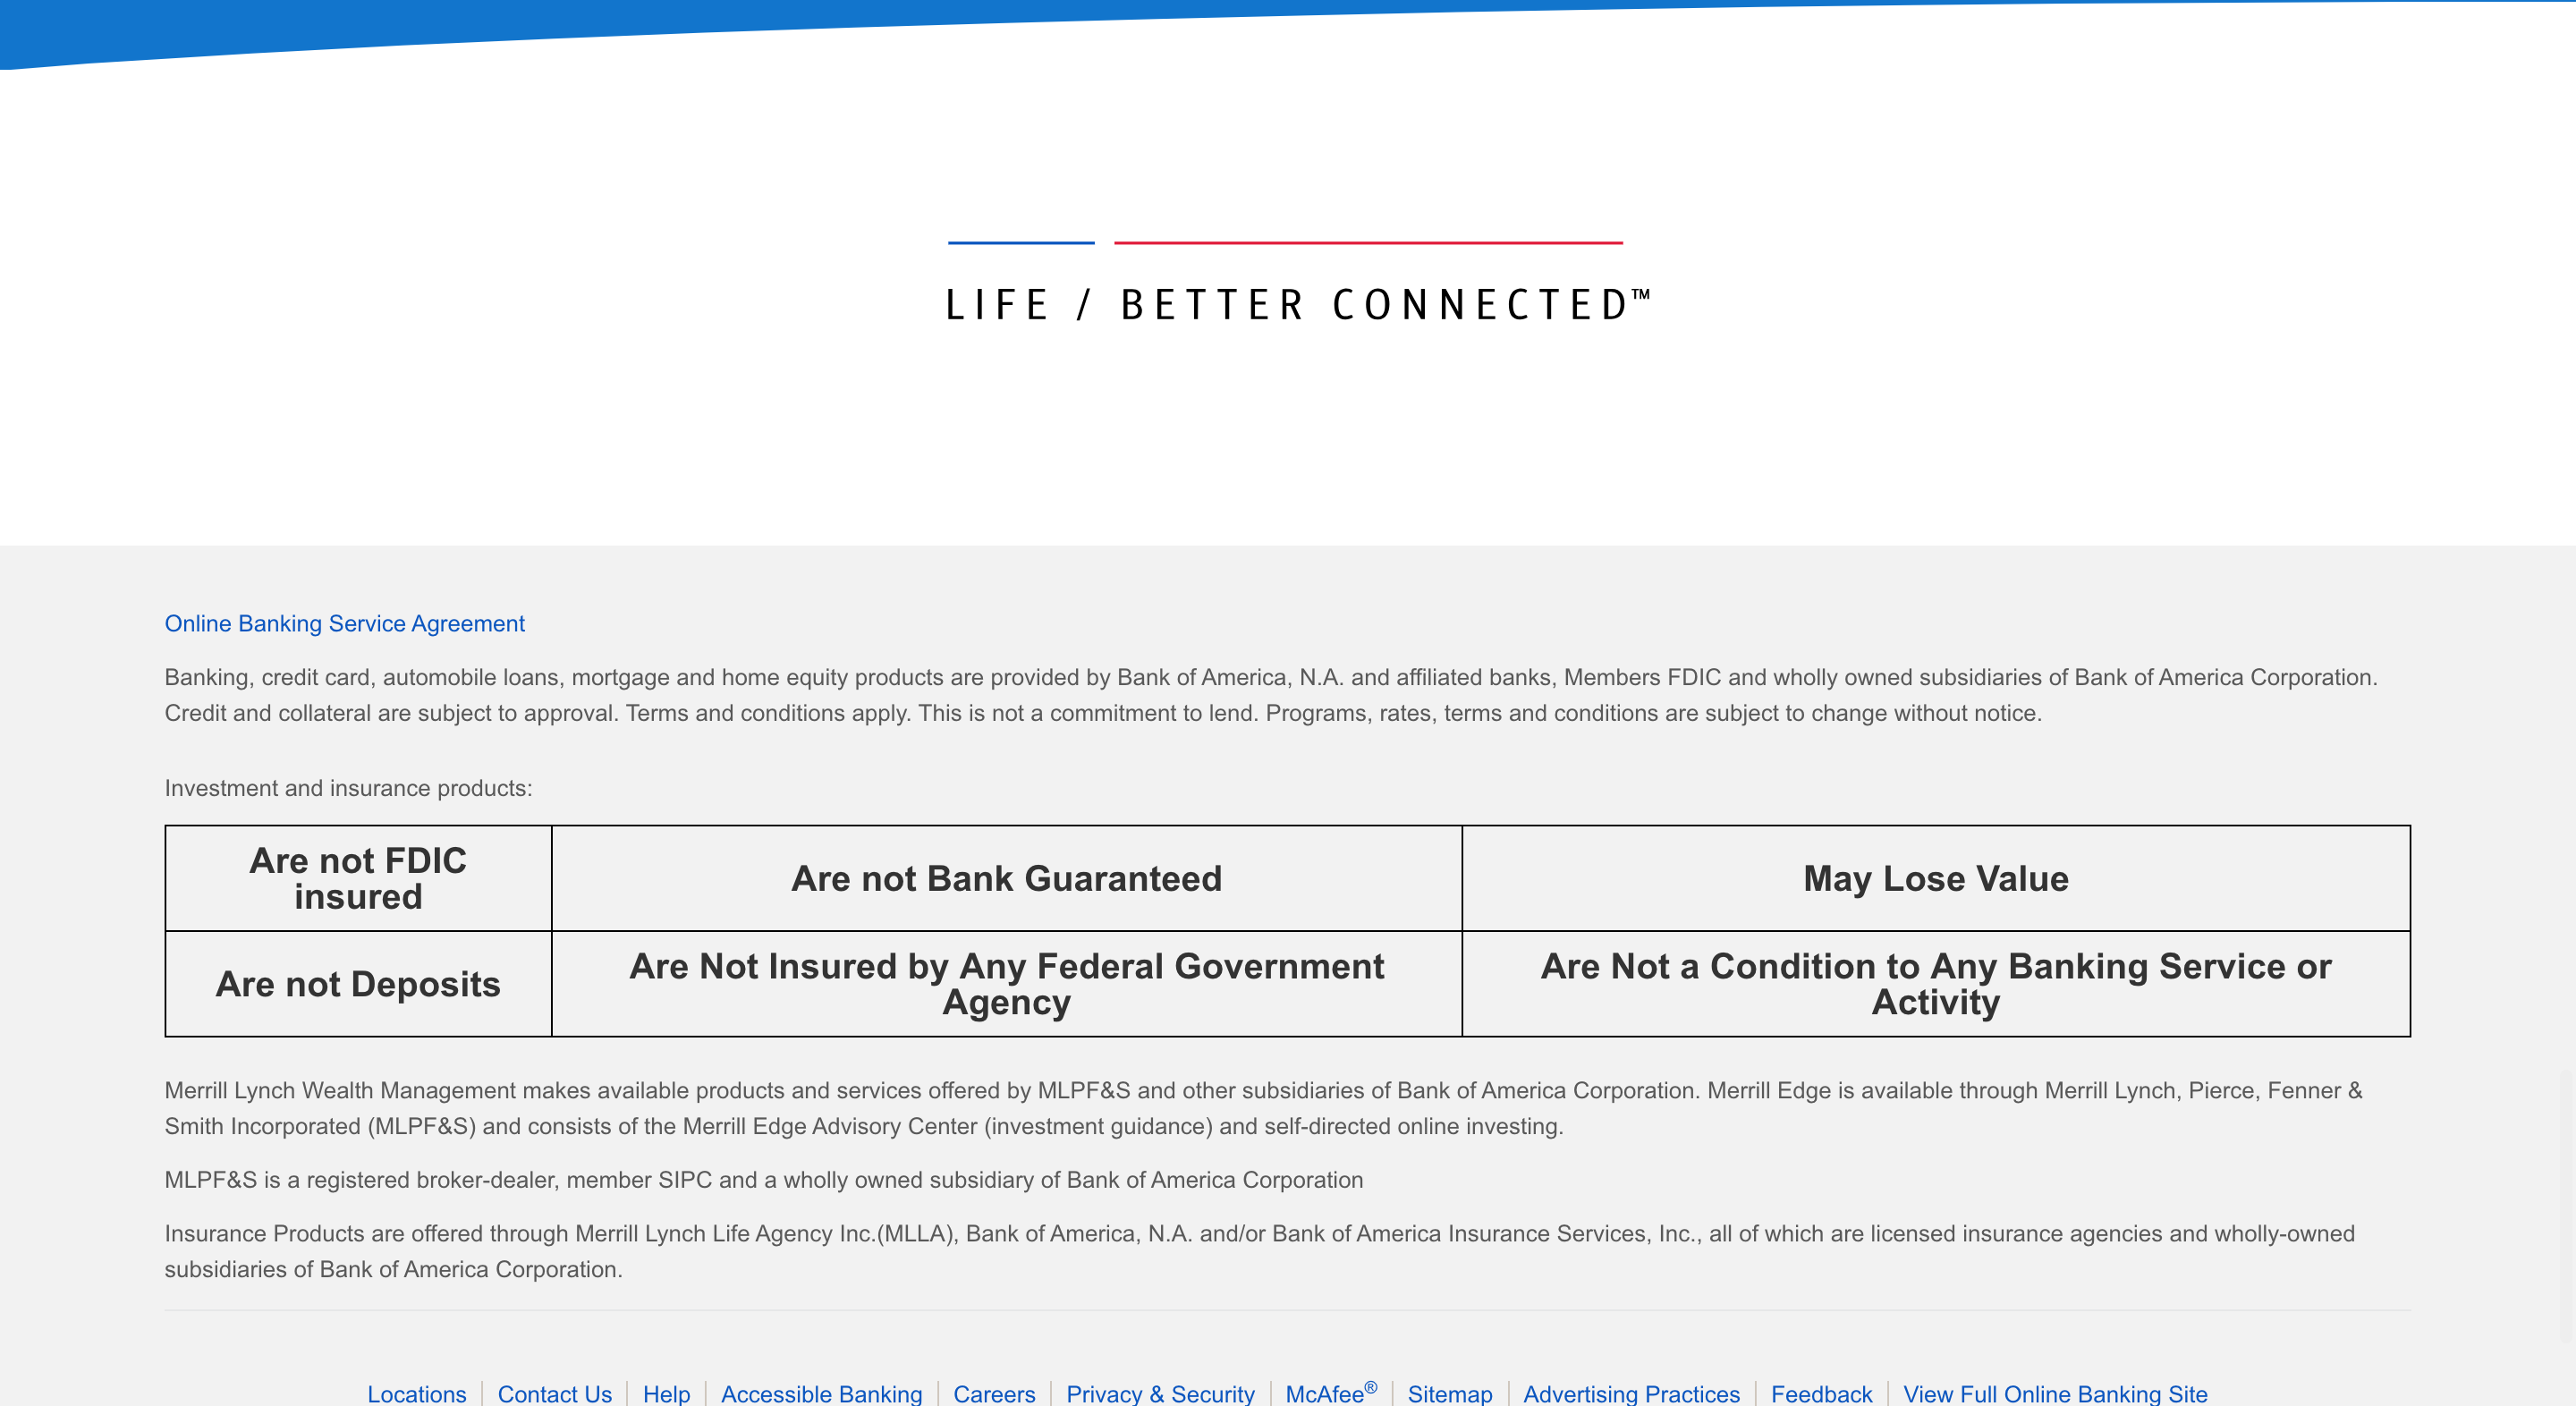 LIFE / BETTER CONNECTED™
Online Banking Service Agreement
Banking, credit card, automobile loans, mortgage and home equity products are provided by Bank of America, N.A. and affiliated banks, Members FDIC and wholly owned subsidiaries of Bank of America Corporation.
Credit and collateral are subject to approval. Terms and conditions apply. This is not a commitment to lend. Programs, rates, terms and conditions are subject to change without notice.
Investment and insurance products:
Are not FDIC
insured
Are not Bank Guaranteed
May Lose Value
Are not Deposits
Are Not Insured by Any Federal Government
Agency
Are Not a Condition to Any Banking Service or
Activity
Merrill Lynch Wealth Management makes available products and services offered by MLPF&S and other subsidiaries of Bank of America Corporation. Merrill Edge is available through Merrill Lynch, Pierce, Fenner &
Smith Incorporated (MLPF&S) and consists of the Merrill Edge Advisory Center (investment guidance) and self-directed online investing.
MLPF&S is a registered broker-dealer, member SIPC and a wholly owned subsidiary of Bank of America Corporation
Insurance Products are offered through Merrill Lynch Life Agency Inc.(MLLA), Bank of America, N.A. and/or Bank of America Insurance Services, Inc., all of which are licensed insurance agencies and wholly-owned
subsidiaries of Bank of America Corporation.
Locations | Contact Us | Help | Accessible Banking | Careers | Privacy & Security | McAfee® | Sitemap | Advertising Practices | Feedback | View Full Online Banking Site